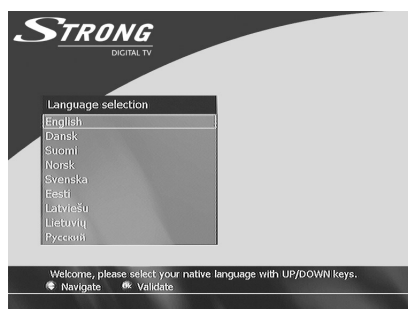 STRONG
DIGITAL TV
Language selection
English
Dansk
Suomi
Norsk
Svenska
Eesti
Latviešu
Lietuvių
Русский
Welcome, please select your native language with UP/DOWN keys.
Navigate OK Validate